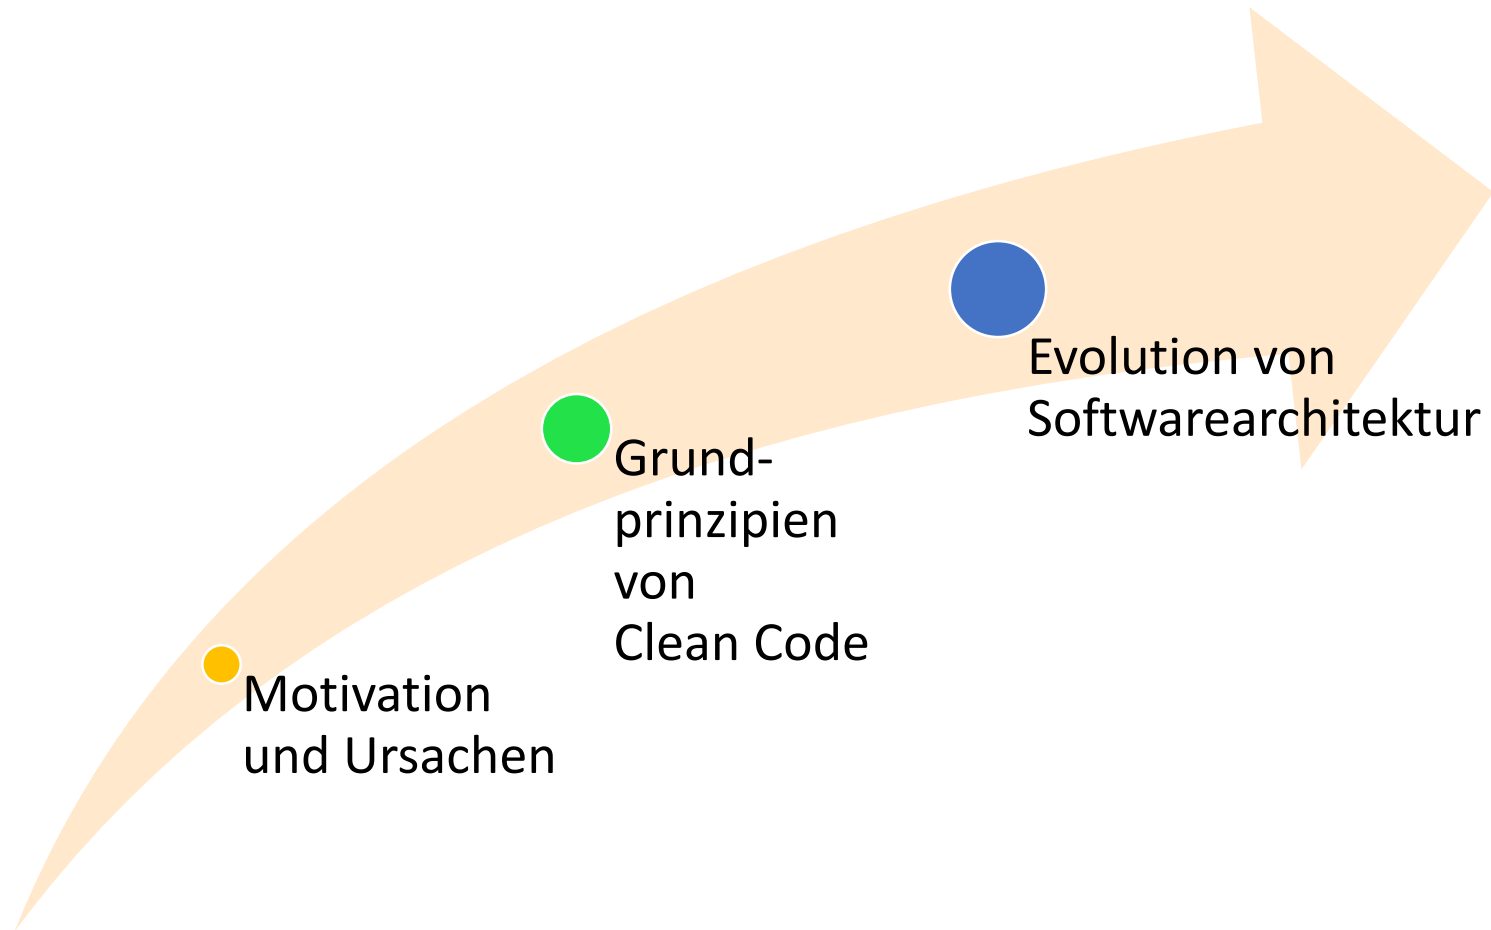 Evolution von
Softwarearchitektur
Grund-
prinzipien
von
Clean Code
Motivation
und Ursachen